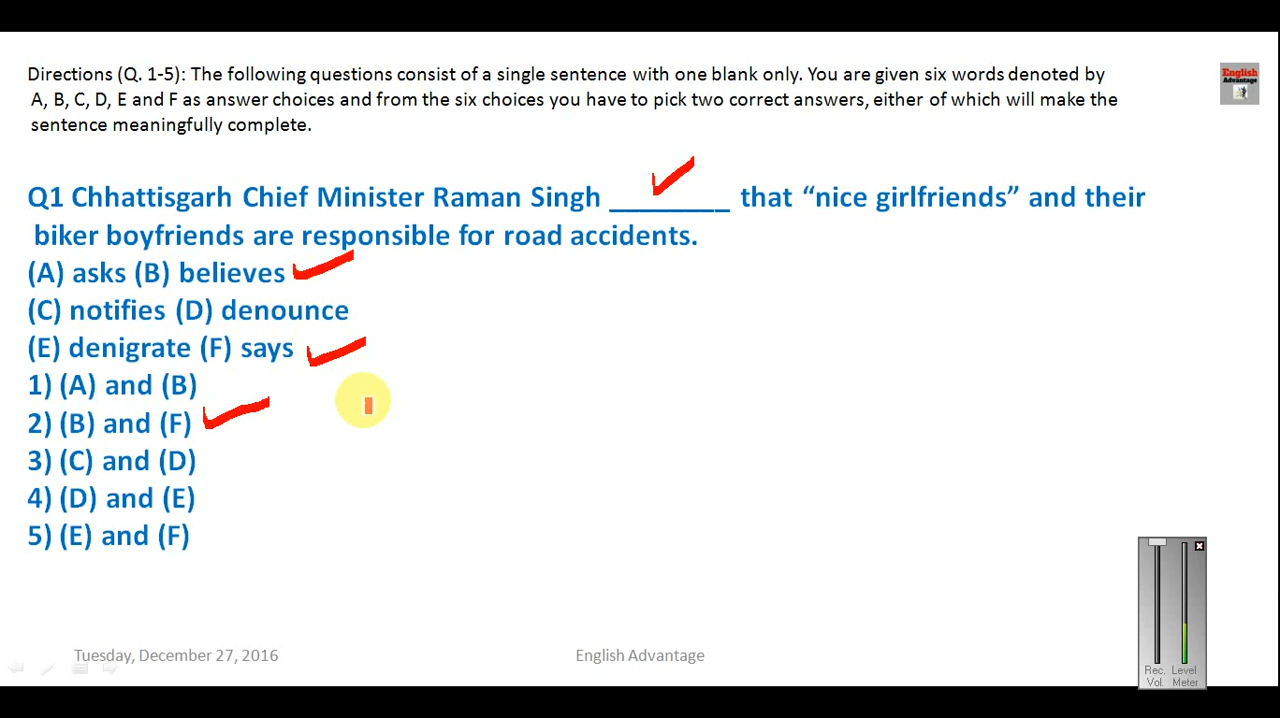 Directions (Q. 1-5): The following questions consist of a single sentence with one blank only. You are given six words denoted by
A, B, C, D, E and F as answer choices and from the six choices you have to pick two correct answers, either of which will make the
sentence meaningfully complete.
English
Advantage
Q1 Chhattisgarh Chief Minister Raman Singh ________ that “nice girlfriends” and their
biker boyfriends are responsible for road accidents.
(A) asks (B) believes
(C) notifies (D) denounce
(E) denigrate (F) says
1) (A) and (B)
2) (B) and (F)
3) (C) and (D)
4) (D) and (E)
5) (E) and (F)
Tuesday, December 27, 2016
English Advantage
Rec. Level
Vol. Meter